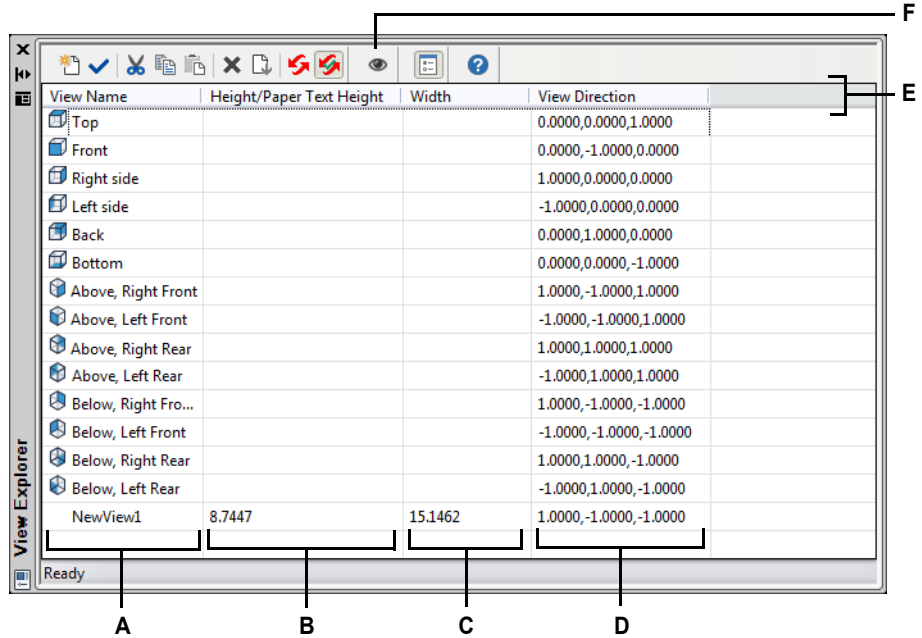 F
E
View Name Height/Paper Text Height Width View Direction
Top 0.0000,0.0000,1.0000
Front 0.0000,-1.0000,0.0000
Right side 1.0000,0.0000,0.0000
Left side -1.0000,0.0000,0.0000
Back 0.0000,1.0000,0.0000
Bottom 0.0000,0.0000,-1.0000
Above, Right Front 1.0000,-1.0000,1.0000
Above, Left Front -1.0000,-1.0000,1.0000
Above, Right Rear 1.0000,1.0000,1.0000
Above, Left Rear -1.0000,1.0000,1.0000
Below, Right Fro... 1.0000,-1.0000,-1.0000
Below, Left Front -1.0000,-1.0000,-1.0000
Below, Right Rear 1.0000,1.0000,-1.0000
Below, Left Rear -1.0000,1.0000,-1.0000
NewView1 8.7447 15.1462 1.0000,-1.0000,-1.0000
View Explorer
Ready
A B C D